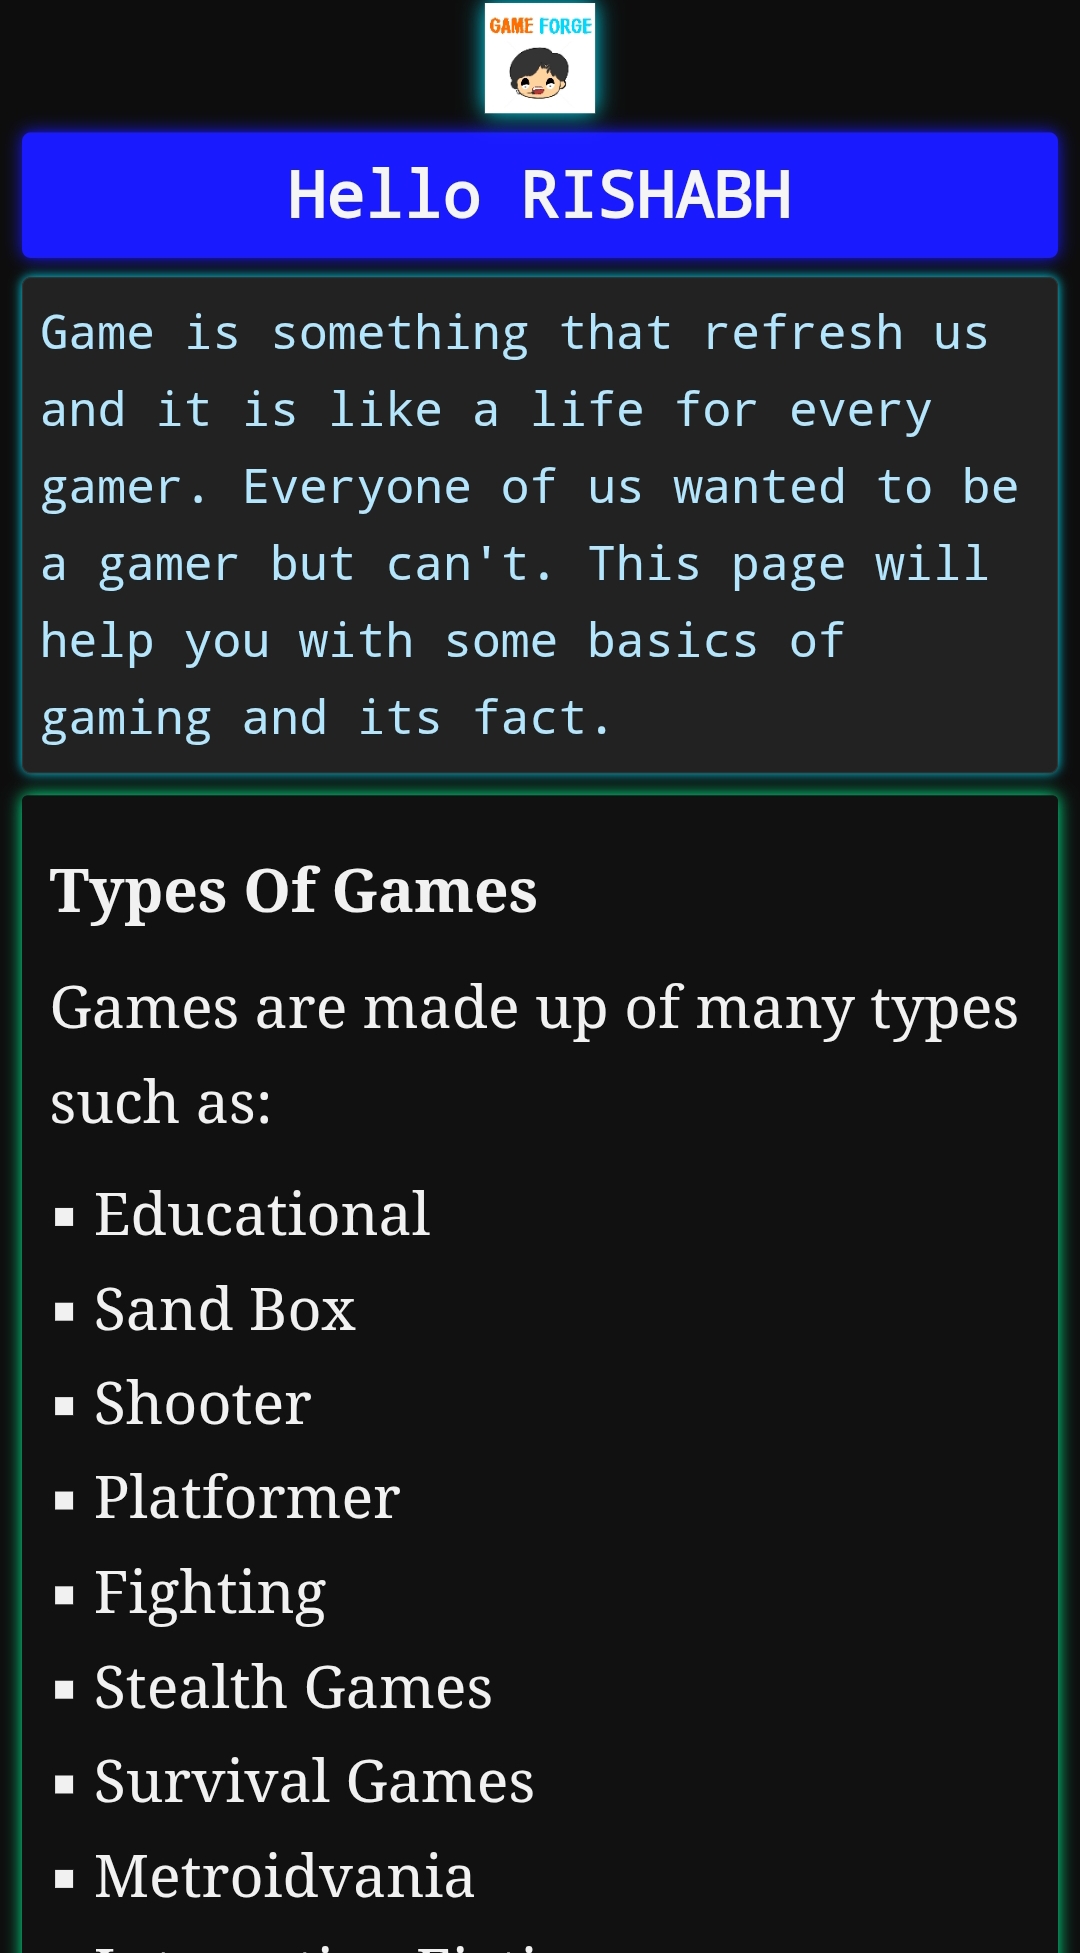 GAME FORGE
Hello RISHABH
Game is something that refresh us
and it is like a life for every
gamer. Everyone of us wanted to be
a gamer but can't. This page will
help you with some basics of
gaming and its fact.
Types Of Games
Games are made up of many types
such as:
Educational
Sand Box
Shooter
Platformer
Fighting
Stealth Games
Survival Games
Metroidvania